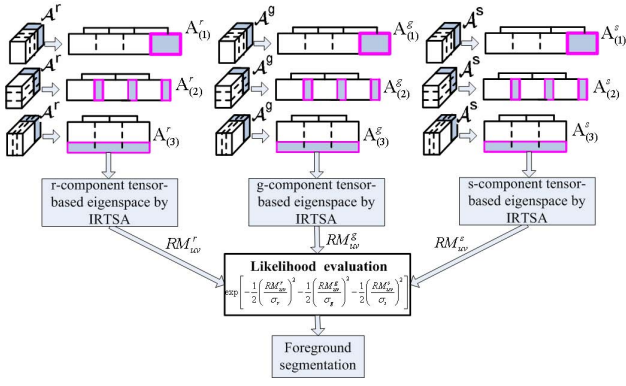 𝒜^r A^r_(1) 𝒜^g A^g_(1) 𝒜^s A^s_(1)
𝒜^r A^r_(2) 𝒜^g A^g_(2) 𝒜^s A^s_(2)
𝒜^r A^r_(3) 𝒜^g A^g_(3) 𝒜^s A^s_(3)
r-component tensor-
based eigenspace by
IRTSA
g-component tensor-
based eigenspace by
IRTSA
s-component tensor-
based eigenspace by
IRTSA
RM^r_uv RM^g_uv RM^s_uv
Likelihood evaluation
exp[-1/2(RM^r_uv/σ_r)^2-1/2(RM^g_uv/σ_g)^2-1/2(RM^s_uv/σ_s)^2]
Foreground
segmentation